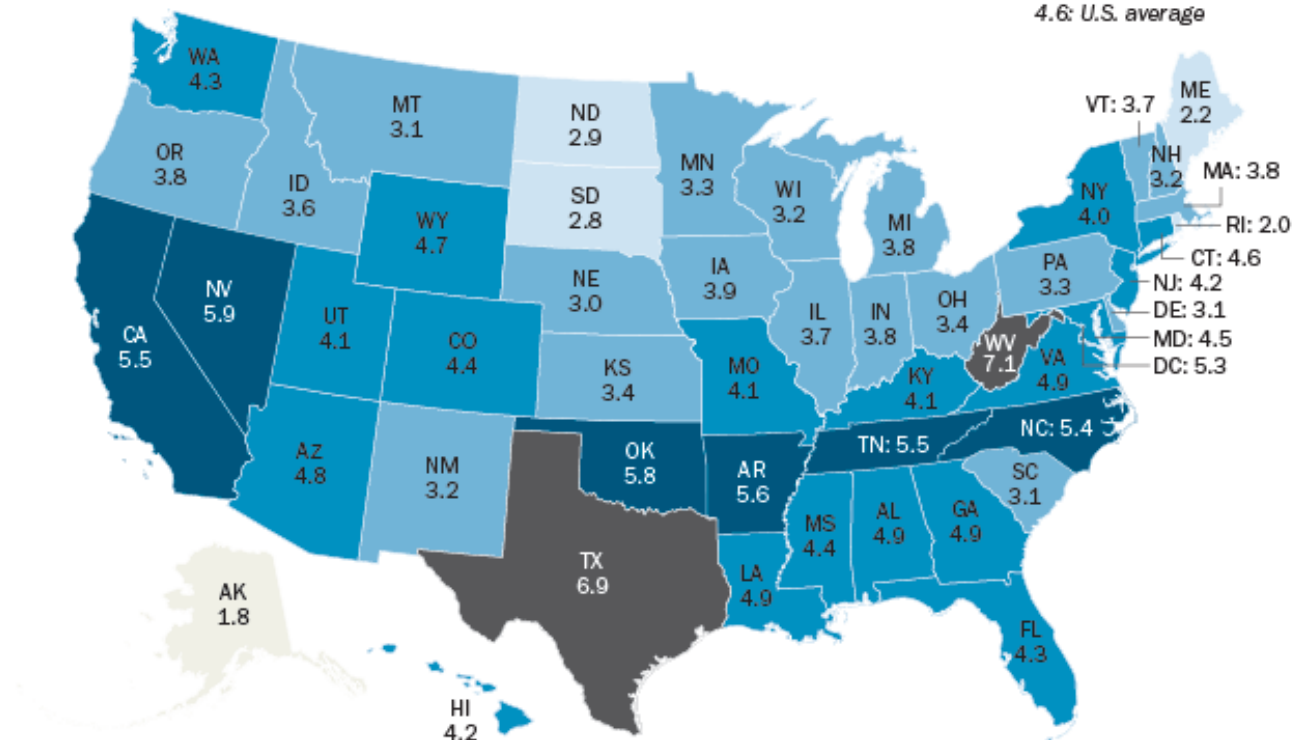 4.6: U.S. average
WA
4.3
MT
3.1
ND
2.9
VT: 3.7
ME
2.2
OR
3.8
ID
3.6
MN
3.3
WI
3.2
MI
3.8
NH
3.2
MA: 3.8
SD
2.8
WY
4.7
NY
4.0
RI: 2.0
CT: 4.6
NJ: 4.2
DE: 3.1
MD: 4.5
DC: 5.3
NV
5.9
NE
3.0
IA
3.9
PA
3.3
CA
5.5
UT
4.1
CO
4.4
IL
3.7
IN
3.8
OH
3.4
WV
7.1
VA
4.9
KS
3.4
MO
4.1
KY
4.1
AZ
4.8
NM
3.2
OK
5.8
AR
5.6
TN: 5.5
NC: 5.4
SC
3.1
MS
4.4
AL
4.9
GA
4.9
TX
6.9
LA
4.9
AK
1.8
FL
4.3
HI
4.2